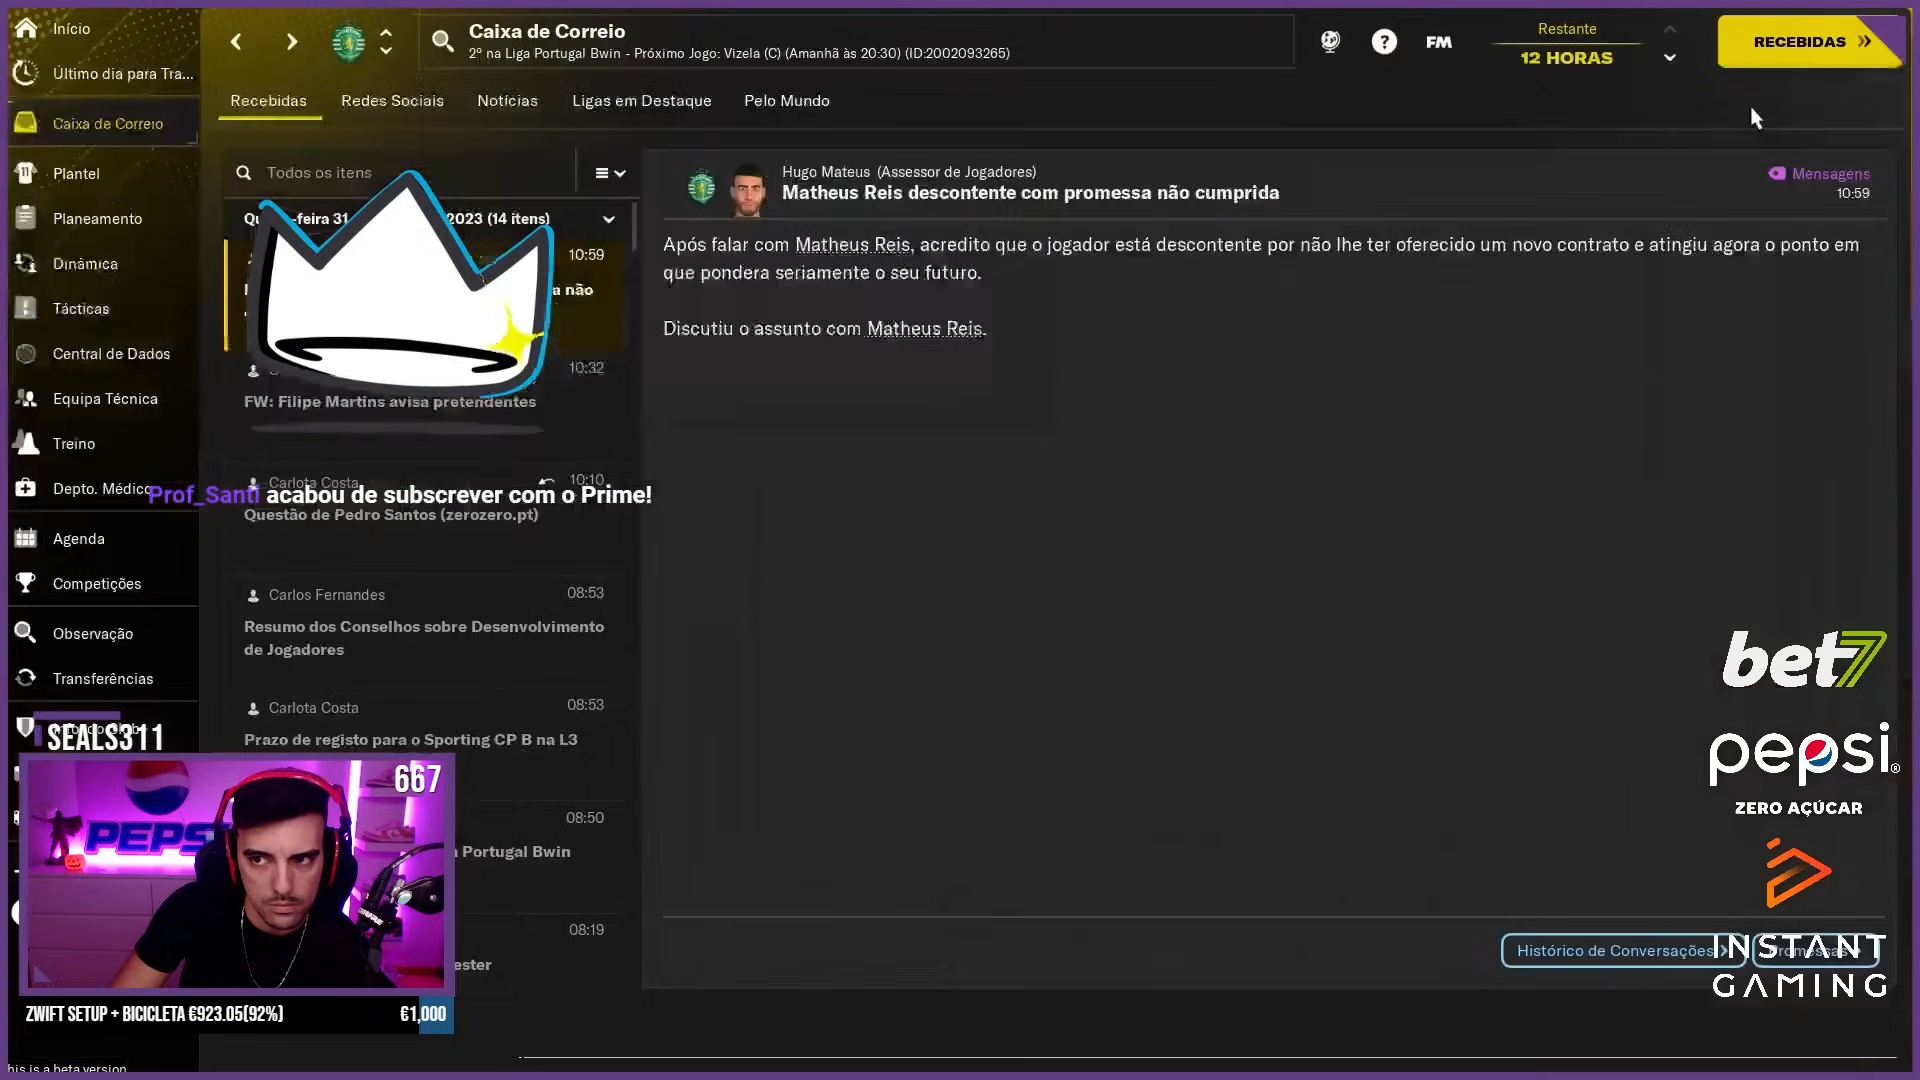 Início
Último dia para Tra...
Caixa de Correio
Plantel
Planeamento
Dinâmica
Tácticas
Central de Dados
Equipa Técnica
Treino
Depto. Médico
Agenda
Competições
Observação
Transferências
Caixa de Correio
2º na Liga Portugal Bwin - Próximo Jogo: Vizela (C) (Amanhã às 20:30) (ID:2002093265)
?
FM
Restante
12 HORAS
RECEBIDAS
Recebidas
Redes Sociais
Notícias
Ligas em Destaque
Pelo Mundo
Todos os itens
-feira 31 2023 (14 itens)
10:59
a não
10:32
FW: Filipe Martins avisa pretendentes
Carlota Costa
10:10
Prof_Santi acabou de subscrever com o Prime!
Questão de Pedro Santos (zerozero.pt)
Carlos Fernandes
08:53
Resumo dos Conselhos sobre Desenvolvimento
de Jogadores
Carlota Costa
08:53
Prazo de registo para o Sporting CP B na L3
08:50
Portugal Bwin
08:19
ester
Hugo Mateus (Assessor de Jogadores)
Matheus Reis descontente com promessa não cumprida
Mensagens
10:59
Após falar com Matheus Reis, acredito que o jogador está descontente por não lhe ter oferecido um novo contrato e atingiu agora o ponto em
que pondera seriamente o seu futuro.
Discutiu o assunto com Matheus Reis.
Histórico de Conversações
Promessas
bet7
pepsi®
ZERO AÇÚCAR
INSTANT
GAMING
SEALS311
667
PEPS
SHURE
ZWIFT SETUP + BICICLETA €923.05(92%)
€1,000
his is a beta version